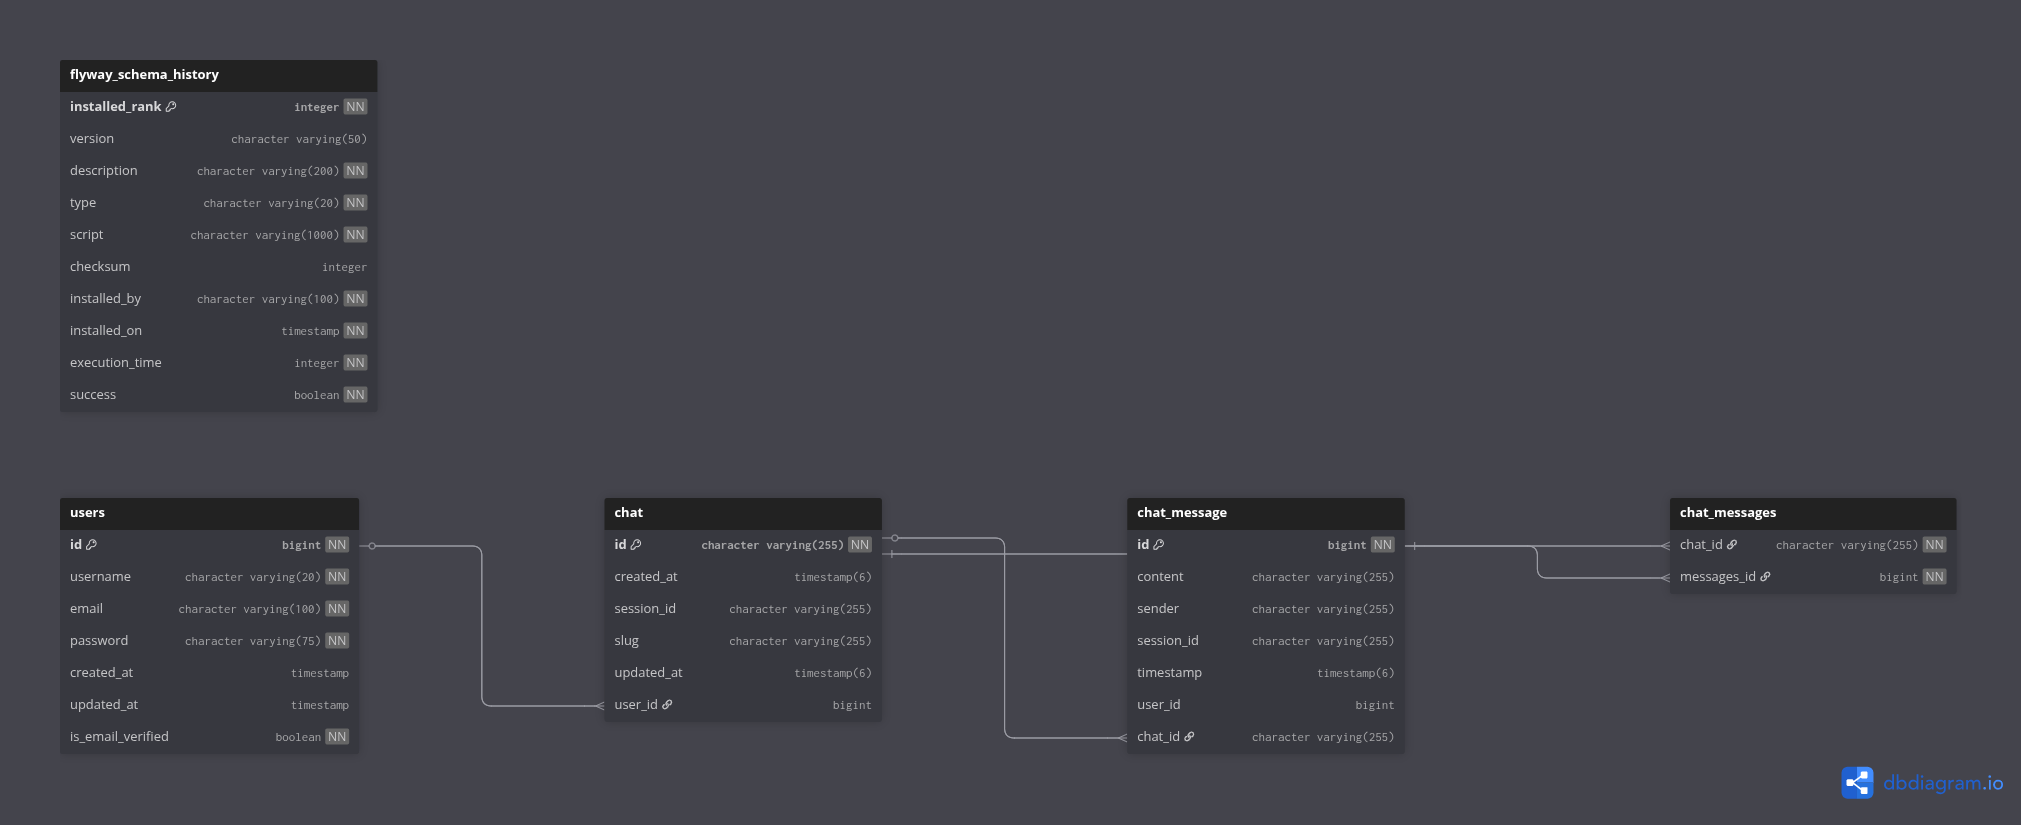 flyway_schema_history
installed_rank integer NN
version character varying(50)
description character varying(200) NN
type character varying(20) NN
script character varying(1000) NN
checksum integer
installed_by character varying(100) NN
installed_on timestamp NN
execution_time integer NN
success boolean NN
users
id bigint NN
username character varying(20) NN
email character varying(100) NN
password character varying(75) NN
created_at timestamp
updated_at timestamp
is_email_verified boolean NN
chat
id character varying(255) NN
created_at timestamp(6)
session_id character varying(255)
slug character varying(255)
updated_at timestamp(6)
user_id bigint
chat_message
id bigint NN
content character varying(255)
sender character varying(255)
session_id character varying(255)
timestamp timestamp(6)
user_id bigint
chat_id character varying(255)
chat_messages
chat_id character varying(255) NN
messages_id bigint NN
dbdiagram.io